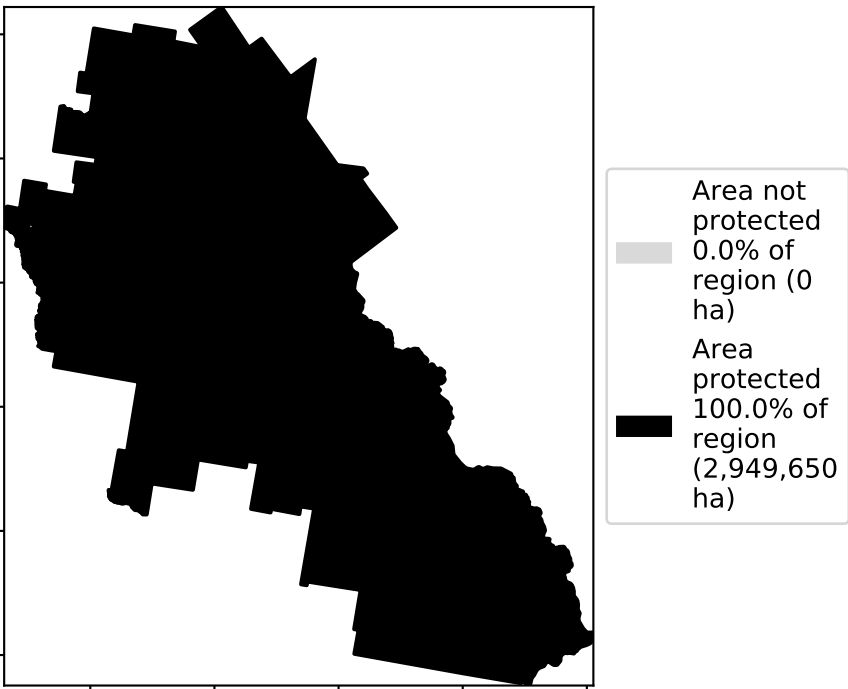 Area not
protected
0.0% of
region (0
ha)
Area
protected
100.0% of
region
(2,949,650
ha)